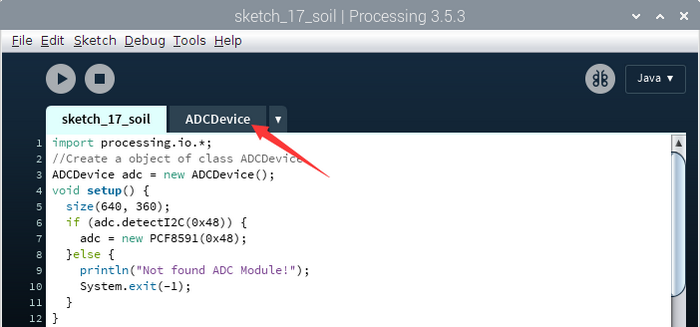 sketch_17_soil | Processing 3.5.3
File Edit Sketch Debug Tools Help
Java ▾
sketch_17_soil ADCDevice ▼
1 import processing.io.*;
2 //Create a object of class ADCDevice
3 ADCDevice adc = new ADCDevice();
4 void setup() {
5   size(640, 360);
6   if (adc.detectI2C(0x48)) {
7     adc = new PCF8591(0x48);
8   }else {
9     println("Not found ADC Module!");
10     System.exit(-1);
11   }
12 }